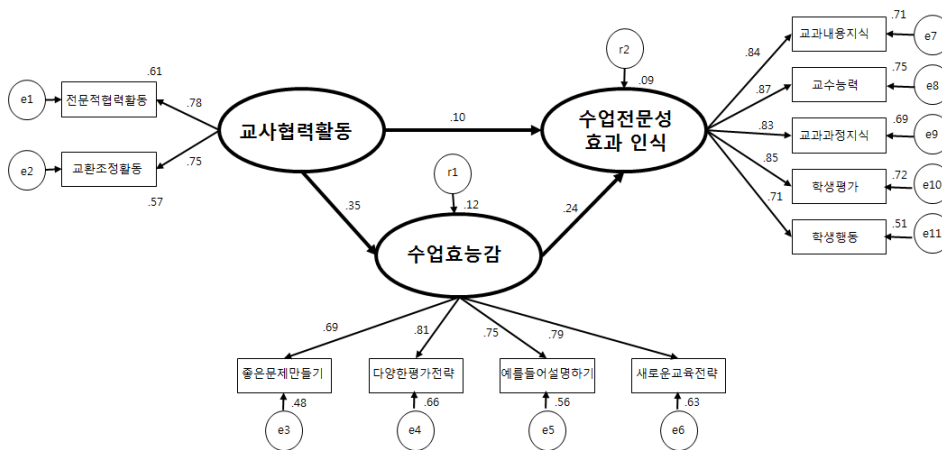 .71
교과내용지식
e7
r2
.84
.09
.61
.75
e1
전문적협력활동
.78
수업전문성
효과 인식
.87
교수능력
e8
교사협력활동
.10
.83
.69
교과과정지식
e9
e2
교환조정활동
.75
r1
.85
.72
학생평가
e10
.57
.35
.12
.24
.71
.51
학생행동
e11
수업효능감
.69
.81
.75
.79
좋은문제만들기
다양한평가전략
예를들어설명하기
새로운교육전략
.48
.66
.56
.63
e3
e4
e5
e6